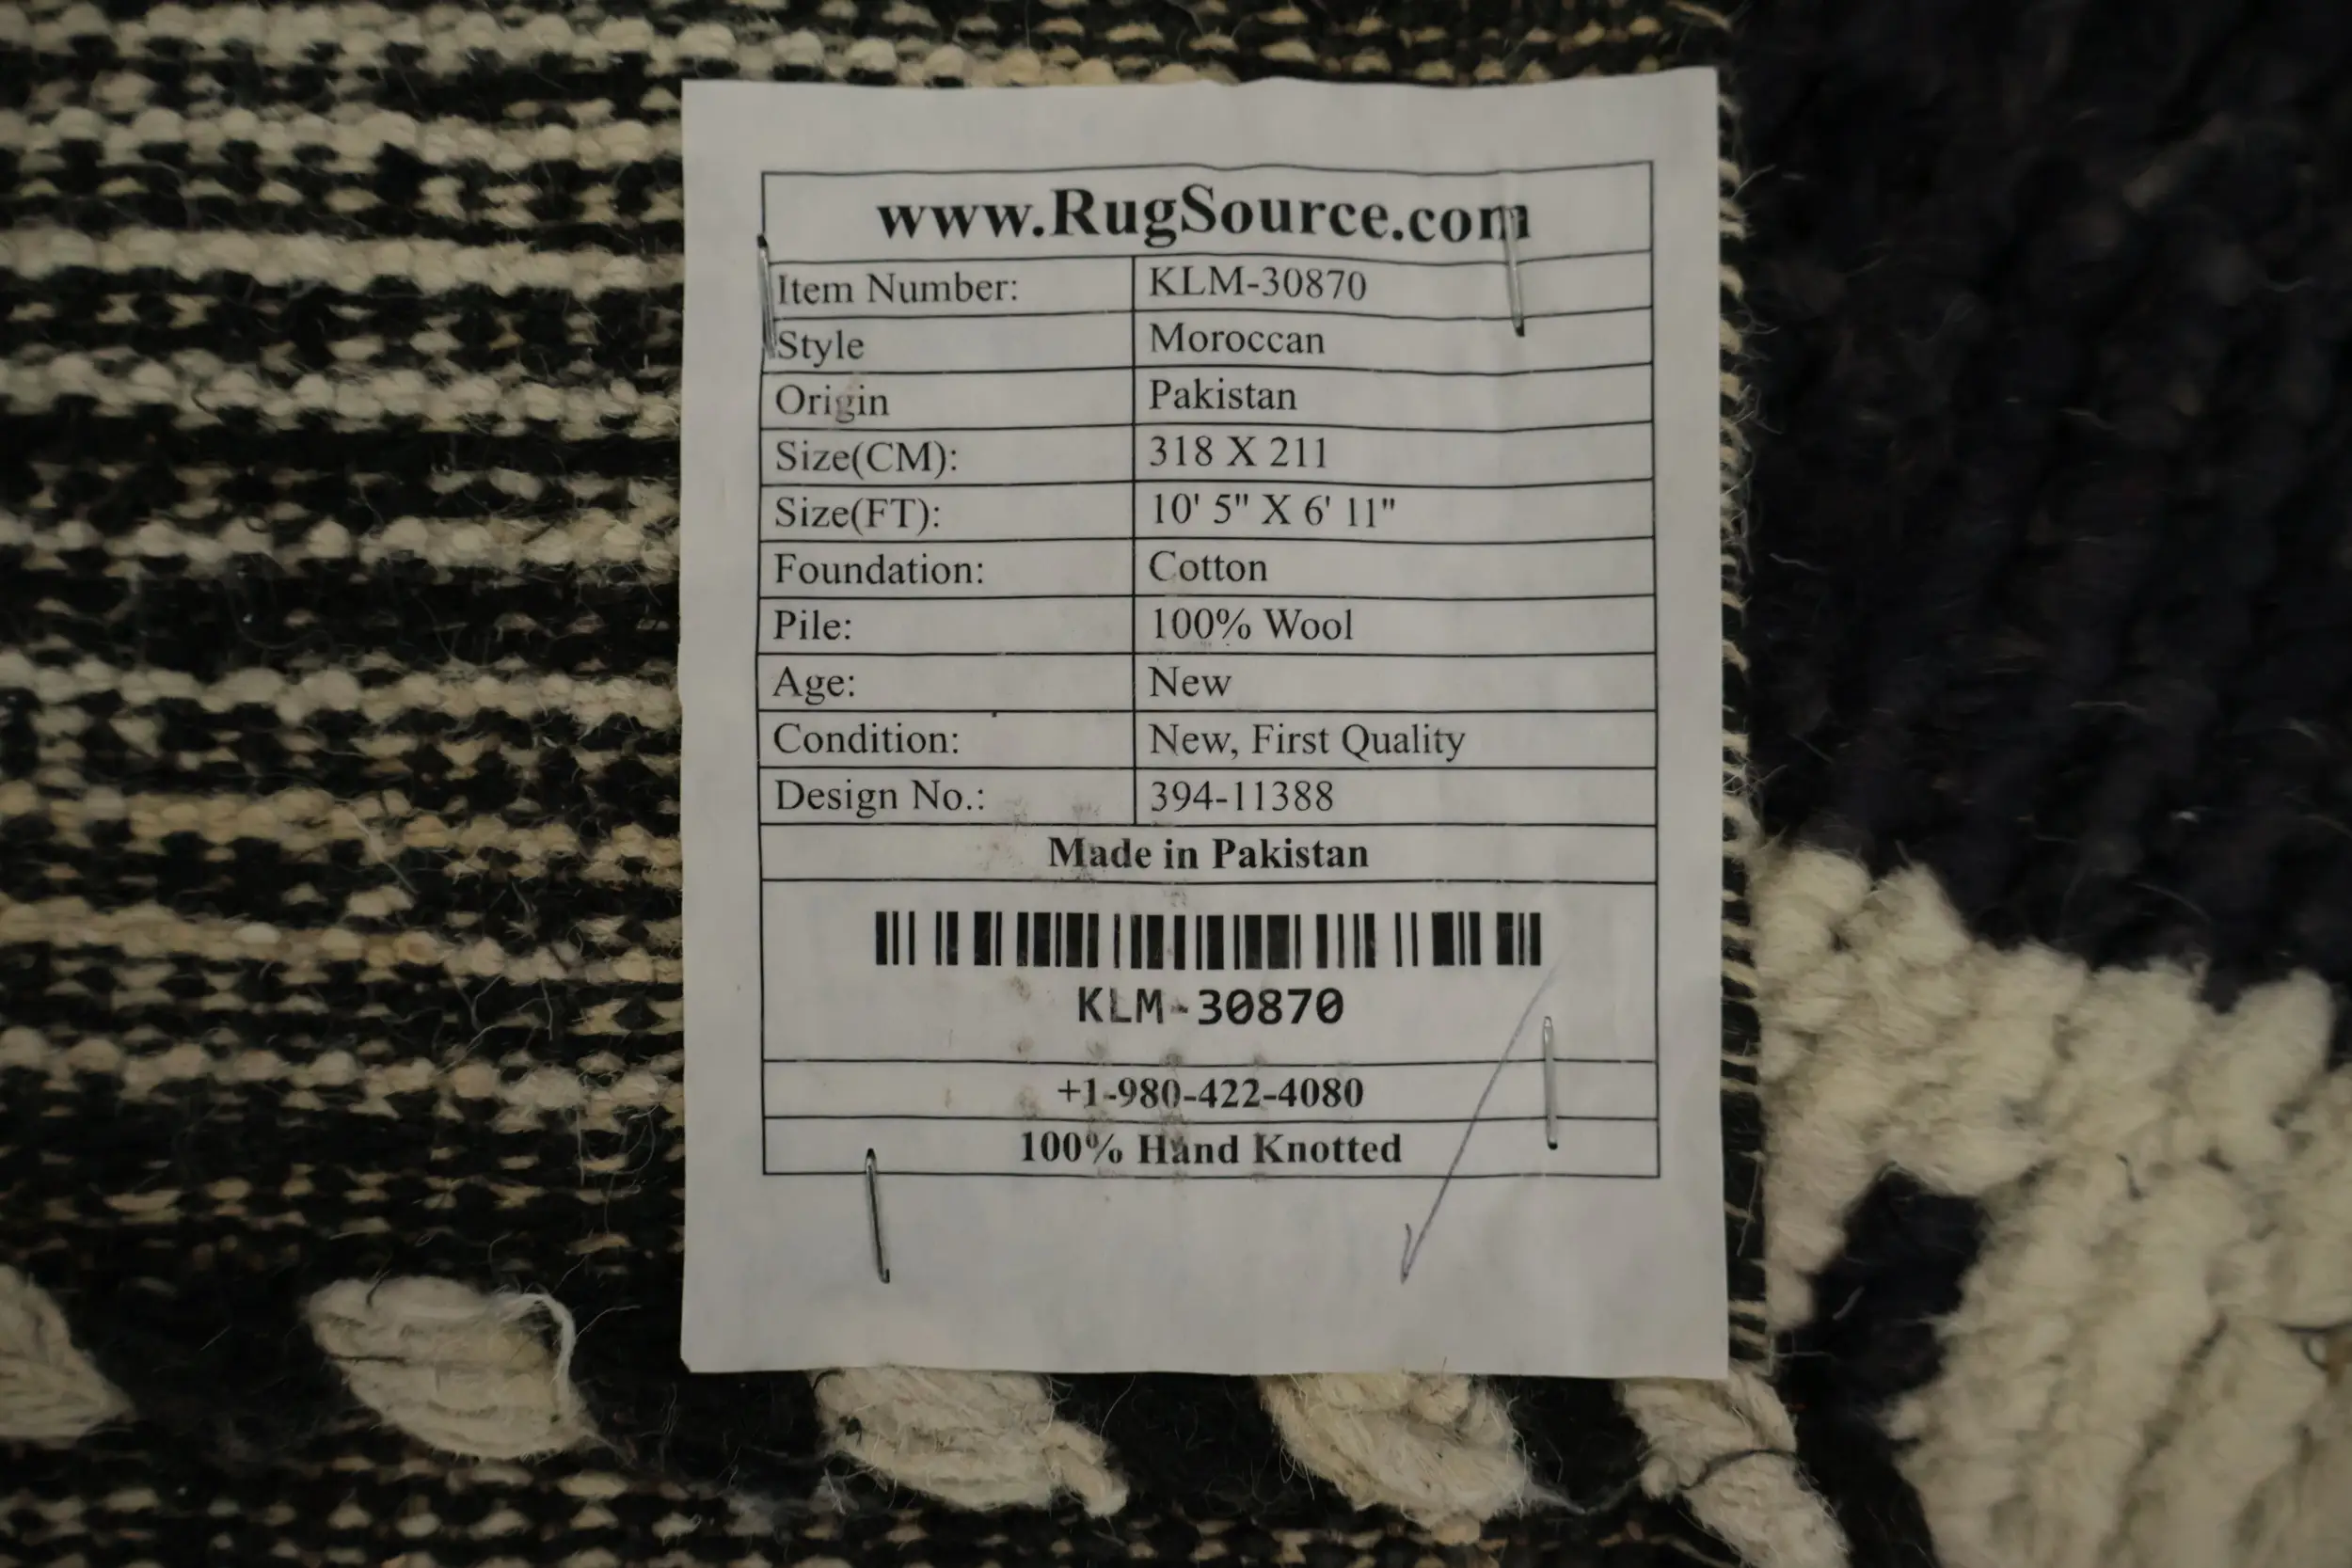 www.RugSource.com
Item Number: KLM-30870
Style Moroccan
Origin Pakistan
Size(CM): 318 X 211
Size(FT): 10' 5" X 6' 11"
Foundation: Cotton
Pile: 100% Wool
Age: New
Condition: New, First Quality
Design No.: 394-11388
Made in Pakistan
KLM-30870
+1-980-422-4080
100% Hand Knotted